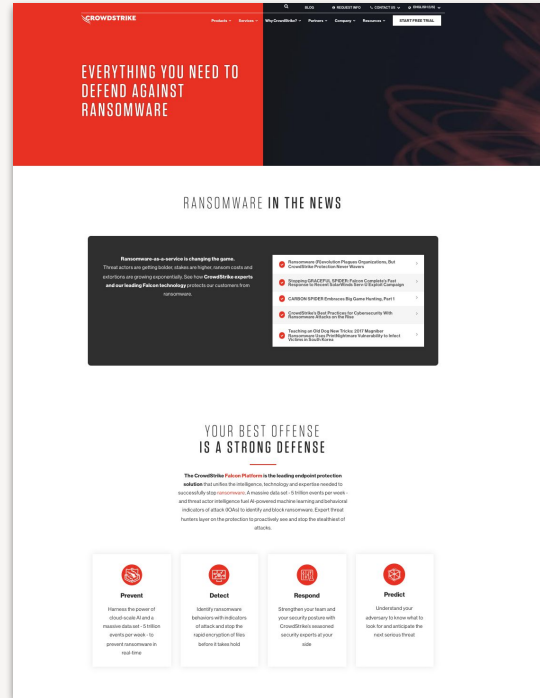 BLOG
REQUEST INFO
CONTACT US
ENGLISH (US)
CROWDSTRIKE
Products
Services
Why CrowdStrike?
Partners
Company
Resources
START FREE TRIAL
EVERYTHING YOU NEED TO
DEFEND AGAINST
RANSOMWARE
RANSOMWARE IN THE NEWS
Ransomware-as-a-service is changing the game.
Threat actors are getting bolder, stakes are higher, ransom costs and
extortions are growing exponentially. See how CrowdStrike experts
and our leading Falcon technology protects our customers from
ransomware.
Ransomware (R)evolution Plagues Organizations, But
CrowdStrike Protection Never Wavers
Stopping GRACEFUL SPIDER: Falcon Complete's Fast
Response to Recent SolarWinds Serv-U Exploit Campaign
CARBON SPIDER Embraces Big Game Hunting, Part 1
CrowdStrike's Best Practices for Cybersecurity With
Ransomware Attacks on the Rise
Teaching an Old Dog New Tricks: 2017 Magniber
Ransomware Uses PrintNightmare Vulnerability to Infect
Victims in South Korea
YOUR BEST OFFENSE
IS A STRONG DEFENSE
The CrowdStrike Falcon Platform is the leading endpoint protection
solution that unifies the intelligence, technology and expertise needed to
successfully stop ransomware. A massive data set - 5 trillion events per week -
and threat actor intelligence fuel AI-powered machine learning and behavioral
indicators of attack (IOAs) to identify and block ransomware. Expert threat
hunters layer on the protection to proactively see and stop the stealthiest of
attacks.
Prevent
Harness the power of
cloud-scale AI and a
massive data set - 5 trillion
events per week - to
prevent ransomware in
real-time
Detect
Identify ransomware
behaviors with indicators
of attack and stop the
rapid encryption of files
before it takes hold
Respond
Strengthen your team and
your security posture with
CrowdStrike's seasoned
security experts at your
side
Predict
Understand your
adversary to know what to
look for and anticipate the
next serious threat